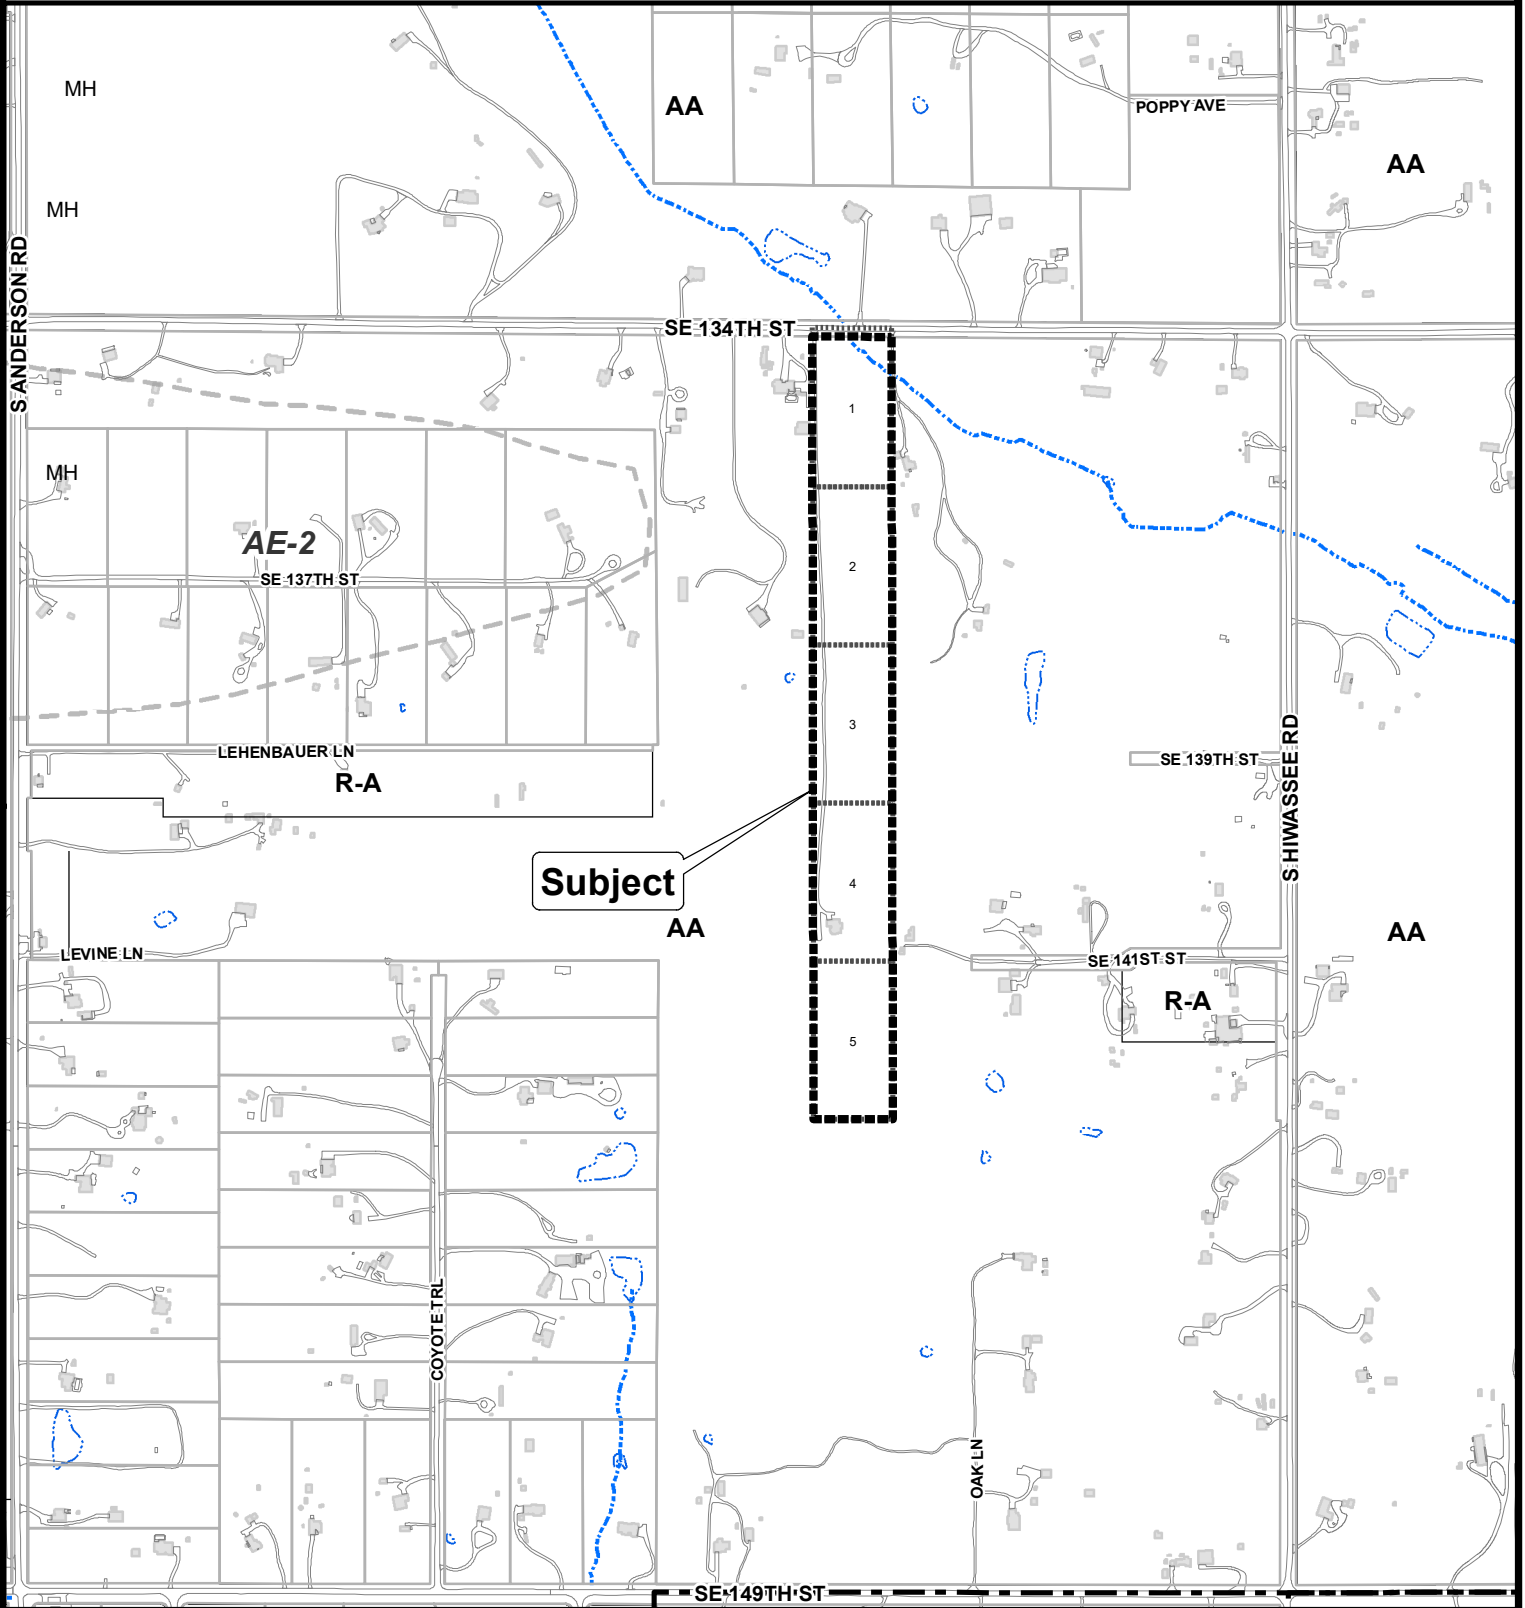 MH
AA
POPPY AVE
AA
MH
S ANDERSON RD
SE 134TH ST
1
MH
AE-2
2
SE 137TH ST
3
LEHENBAUER LN
R-A
SE 139TH ST
S HIWASSEE RD
Subject
4
AA
AA
LEVINE LN
SE 141ST ST
R-A
5
COYOTE TRL
OAK LN
SE 149TH ST